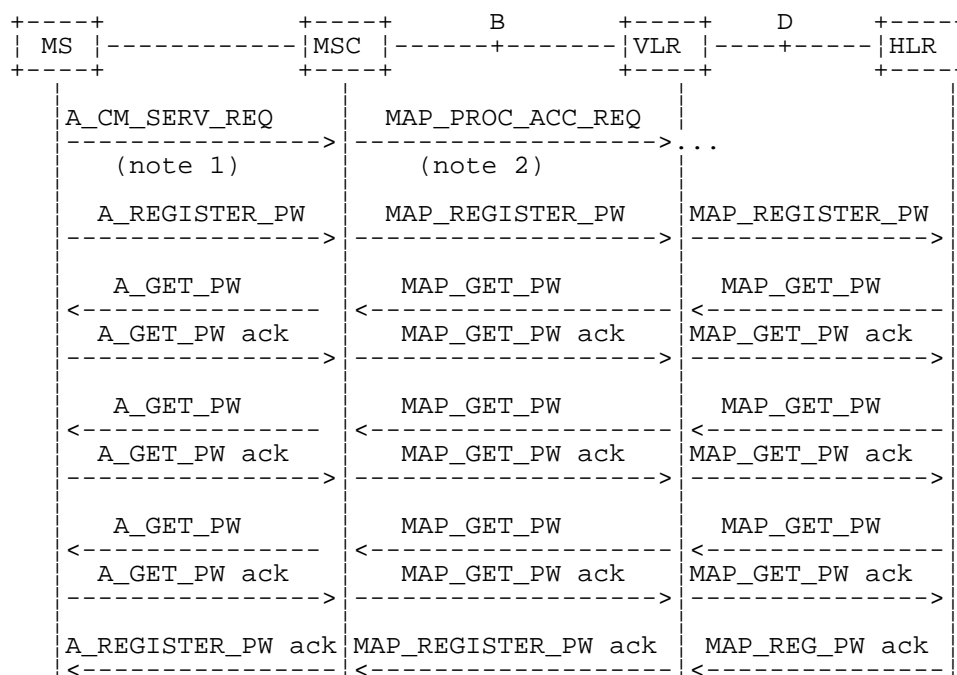 B D
MS MSC VLR HLR
A_CM_SERV_REQ MAP_PROC_ACC_REQ
...
(note 1) (note 2)
A_REGISTER_PW MAP_REGISTER_PW MAP_REGISTER_PW
A_GET_PW MAP_GET_PW MAP_GET_PW
A_GET_PW ack MAP_GET_PW ack MAP_GET_PW ack
A_GET_PW MAP_GET_PW MAP_GET_PW
A_GET_PW ack MAP_GET_PW ack MAP_GET_PW ack
A_GET_PW MAP_GET_PW MAP_GET_PW
A_GET_PW ack MAP_GET_PW ack MAP_GET_PW ack
A_REGISTER_PW ack MAP_REGISTER_PW ack MAP_REG_PW ack